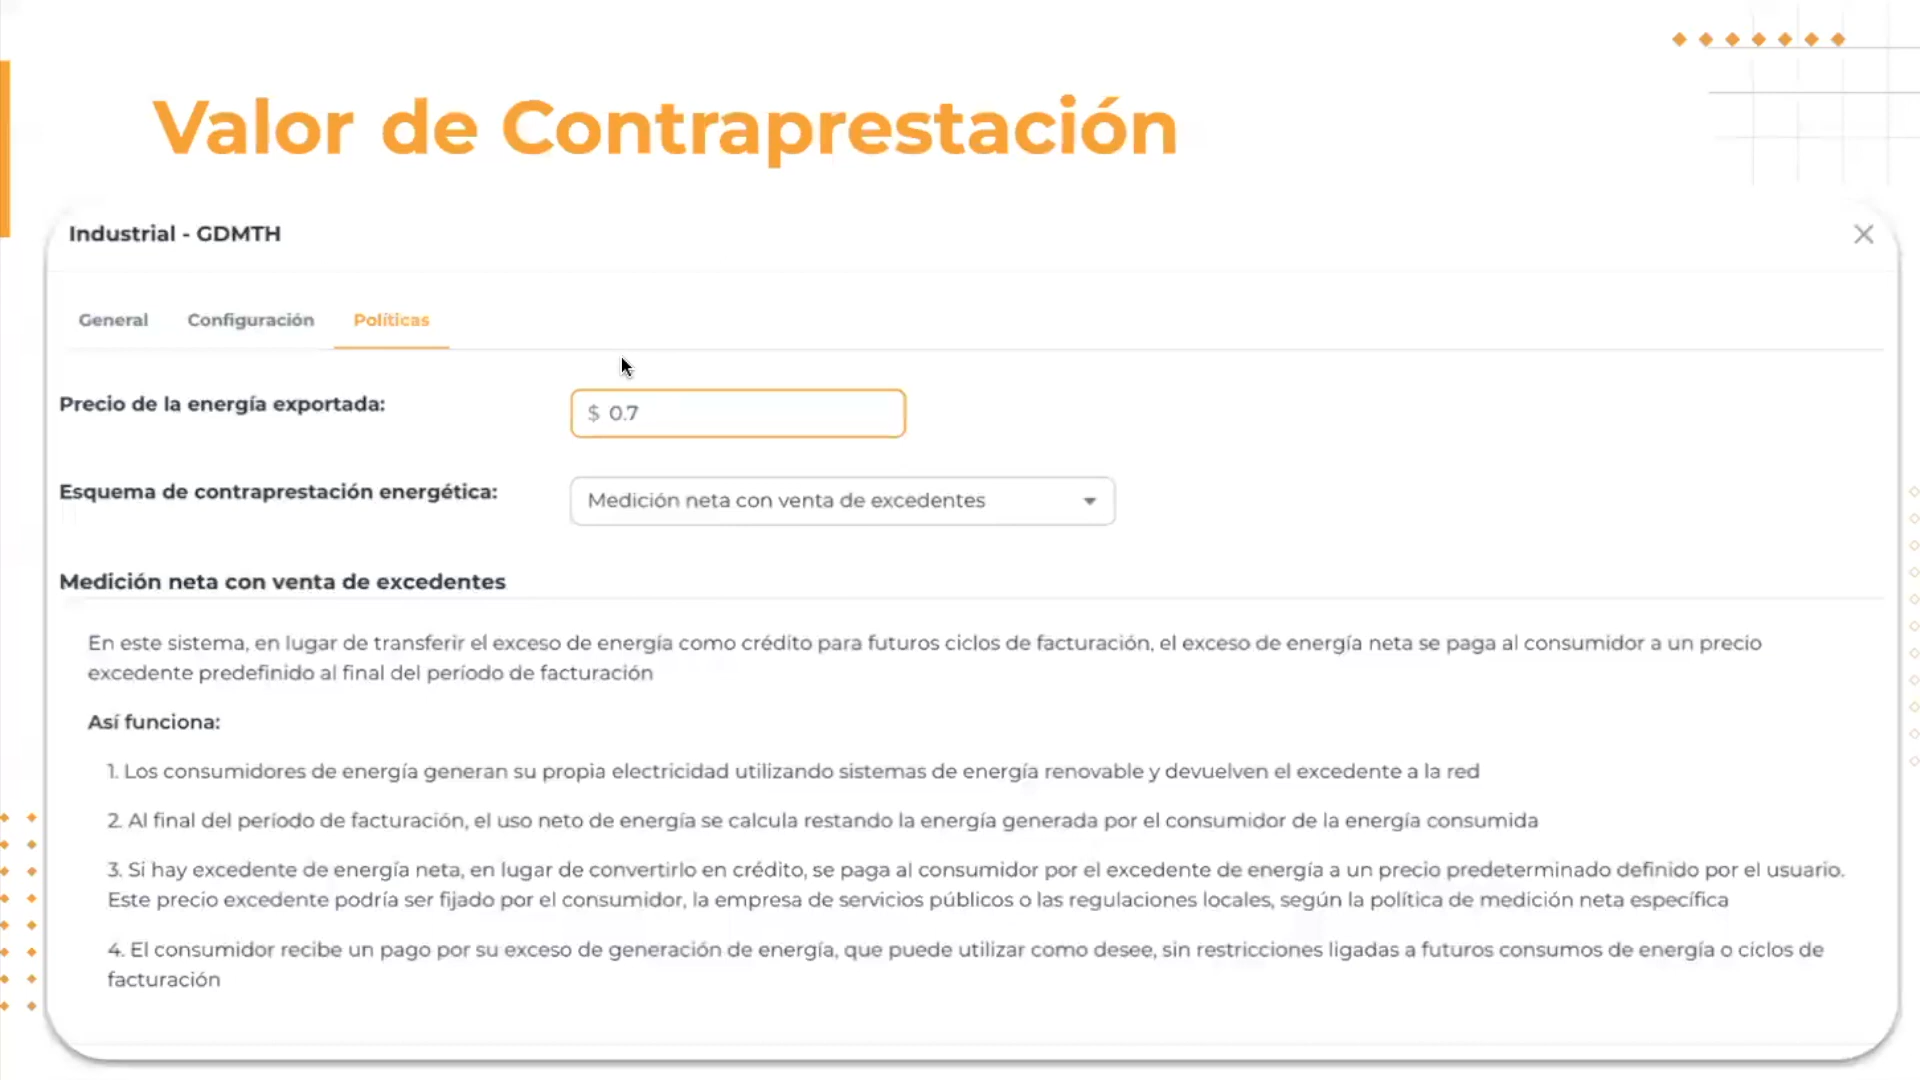 Valor de Contraprestación
Industrial - GDMTH
General
Configuración
Políticas
Precio de la energía exportada:
$ 0.7
Esquema de contraprestación energética:
Medición neta con venta de excedentes
Medición neta con venta de excedentes
En este sistema, en lugar de transferir el exceso de energía como crédito para futuros ciclos de facturación, el exceso de energía neta se paga al consumidor a un precio
excedente predefinido al final del período de facturación
Así funciona:
1. Los consumidores de energía generan su propia electricidad utilizando sistemas de energía renovable y devuelven el excedente a la red
2. Al final del período de facturación, el uso neto de energía se calcula restando la energía generada por el consumidor de la energía consumida
3. Si hay excedente de energía neta, en lugar de convertirlo en crédito, se paga al consumidor por el excedente de energía a un precio predeterminado definido por el usuario.
Este precio excedente podría ser fijado por el consumidor, la empresa de servicios públicos o las regulaciones locales, según la política de medición neta específica
4. El consumidor recibe un pago por su exceso de generación de energía, que puede utilizar como desee, sin restricciones ligadas a futuros consumos de energía o ciclos de
facturación